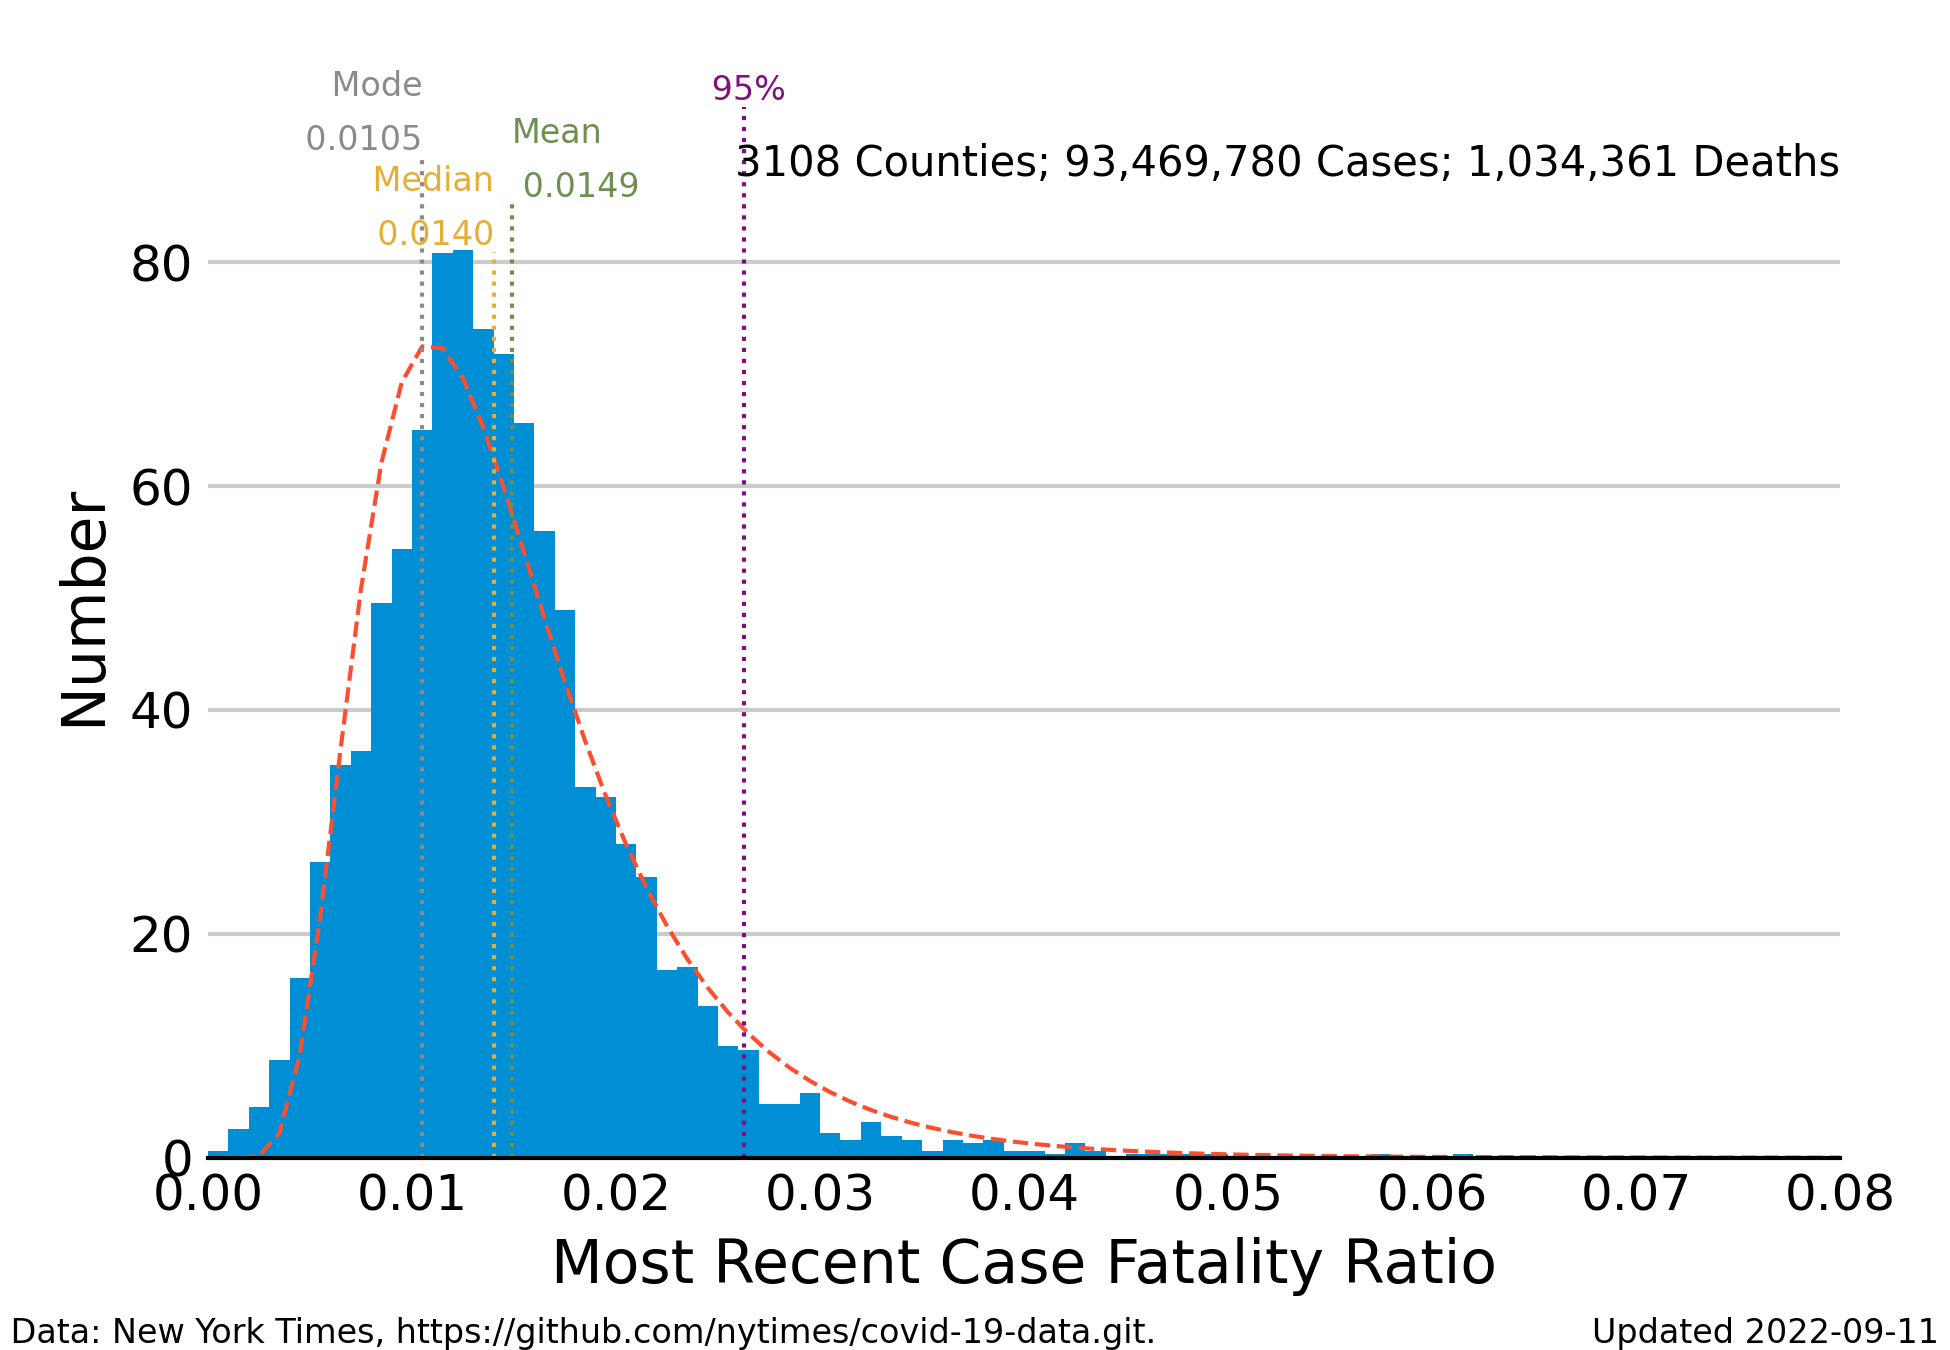 Mode
0.0105
95%
Mean
0.0149
3108 Counties; 93,469,780 Cases; 1,034,361 Deaths
Median
0.0140
80
60
40
20
0
Number
0.00 0.01 0.02 0.03 0.04 0.05 0.06 0.07 0.08
Most Recent Case Fatality Ratio
Data: New York Times, https://github.com/nytimes/covid-19-data.git.
Updated 2022-09-11